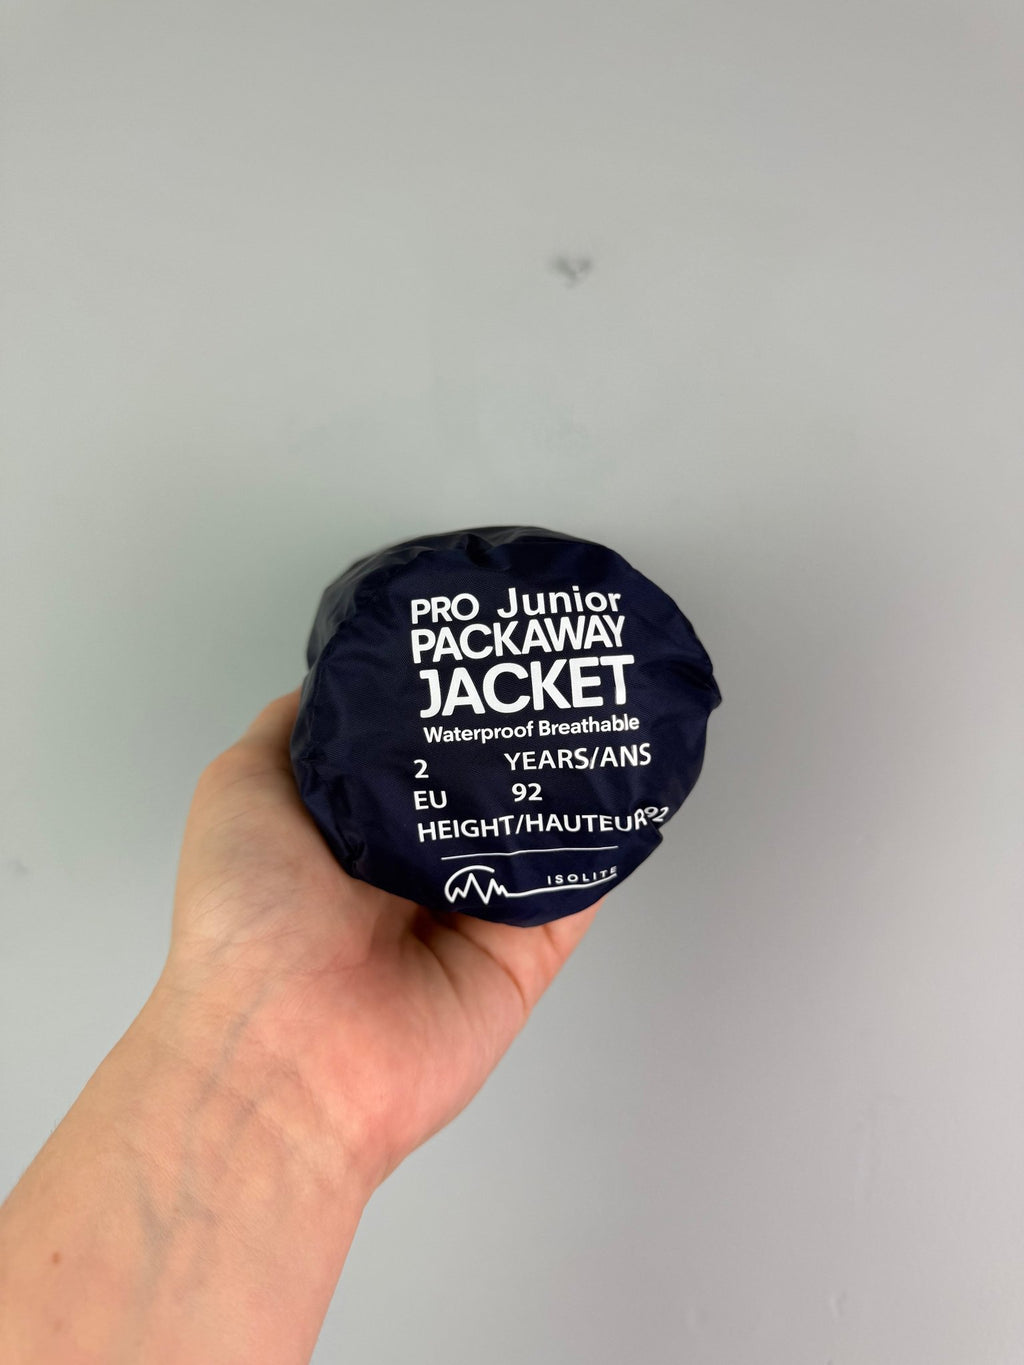 PRO Junior
PACKAWAY
JACKET
Waterproof Breathable
2 YEARS/ANS
EU 92
HEIGHT/HAUTEUR 92
ISOLITE